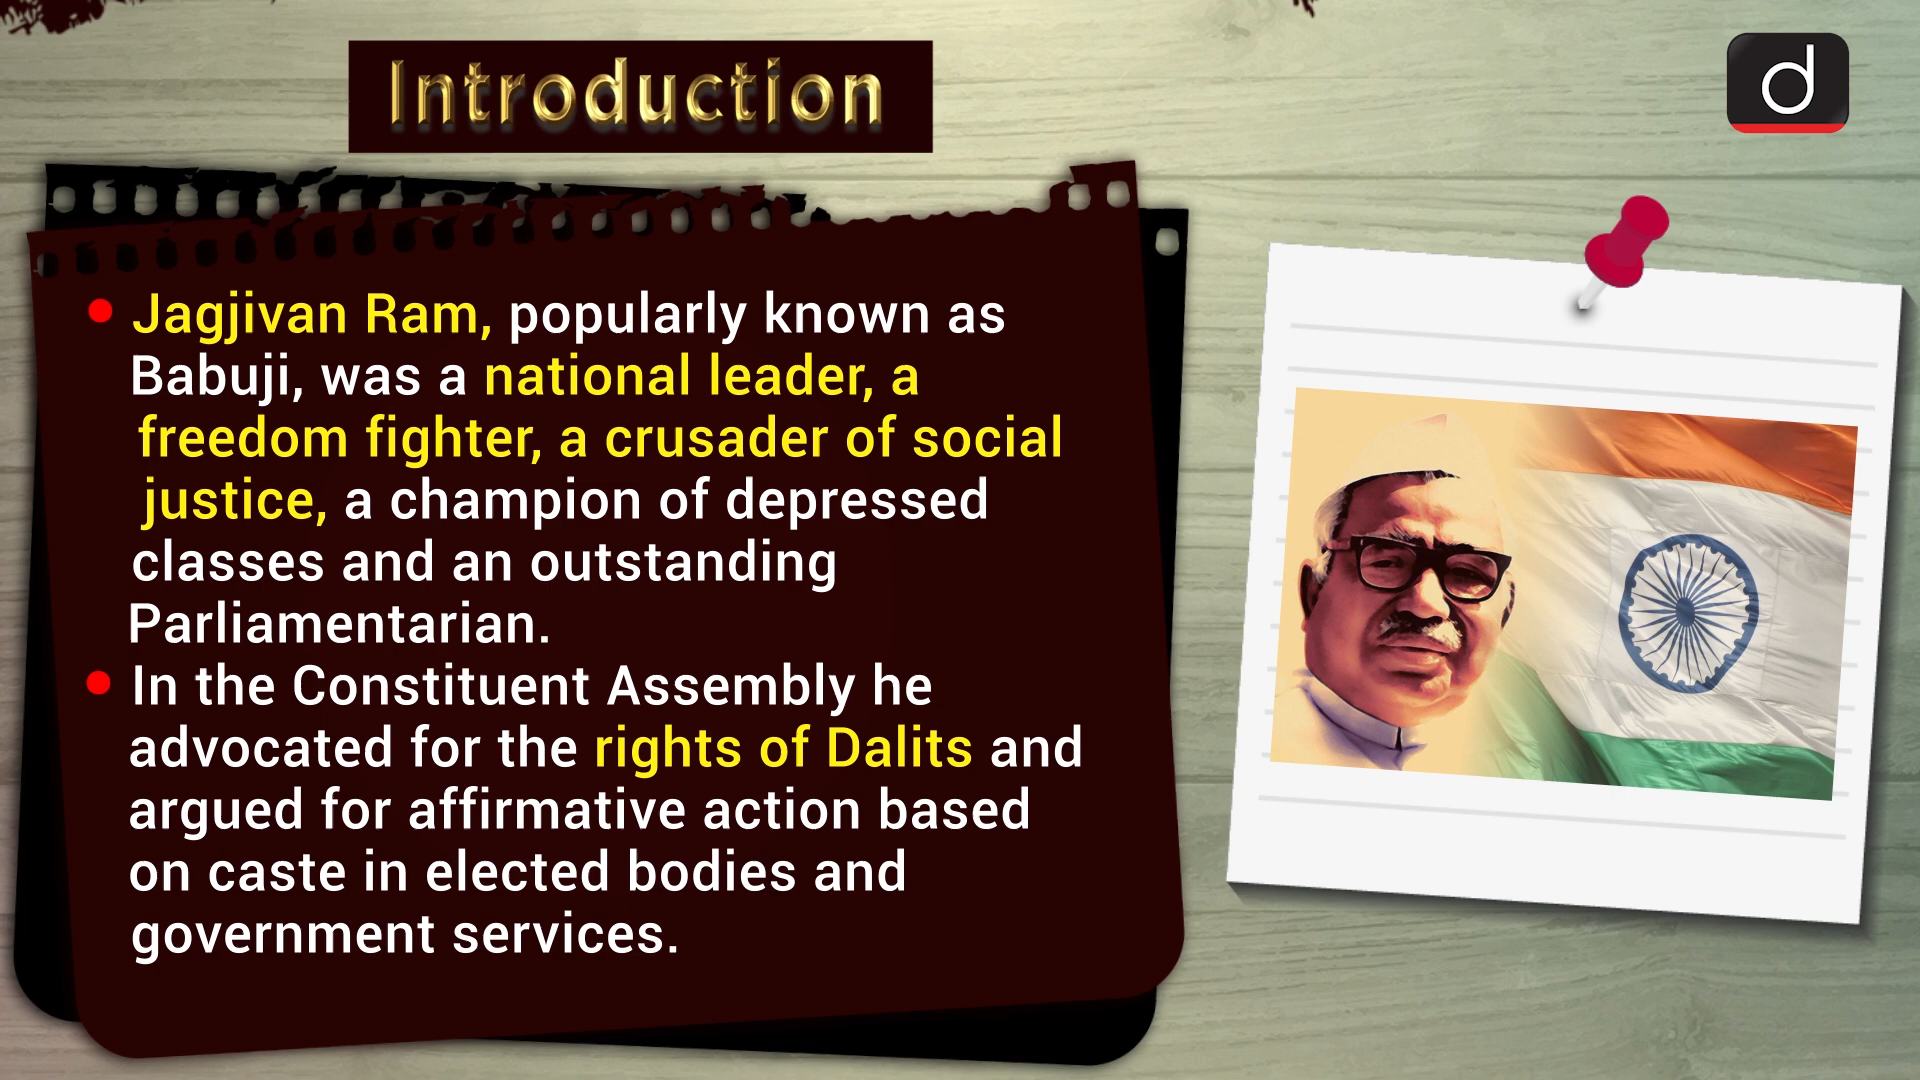 Introduction
d
Jagjivan Ram, popularly known as
Babuji, was a national leader, a
freedom fighter, a crusader of social
justice, a champion of depressed
classes and an outstanding
Parliamentarian.
In the Constituent Assembly he
advocated for the rights of Dalits and
argued for affirmative action based
on caste in elected bodies and
government services.